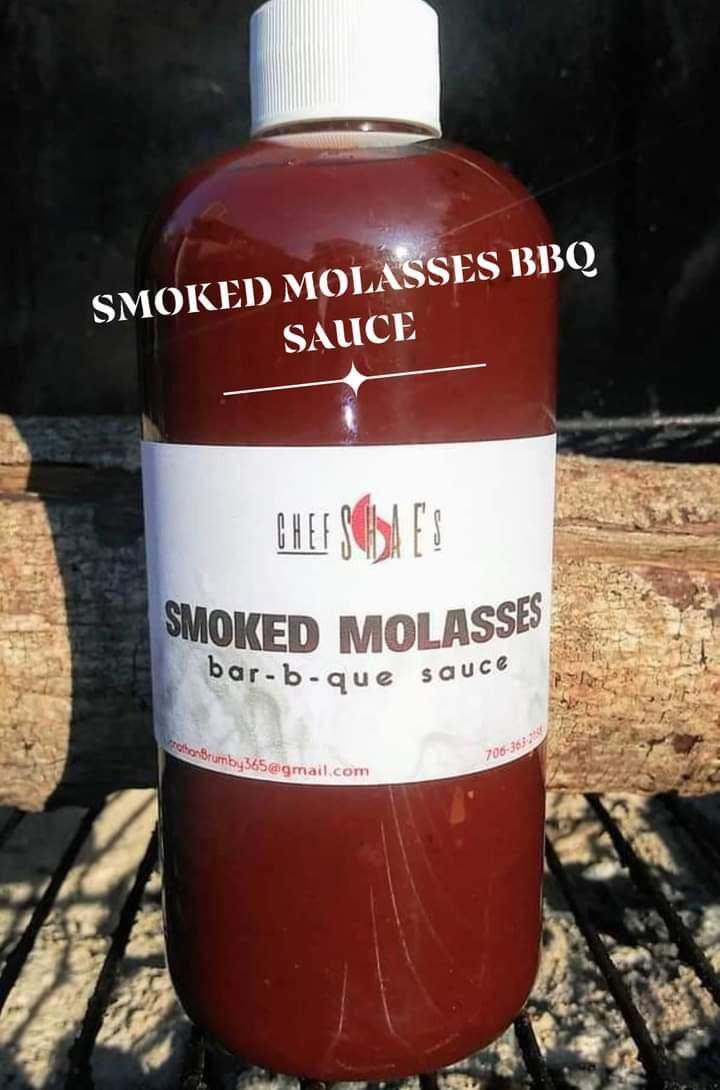 SMOKED MOLASSES BBQ
SAUCE
CHEF SHAE'S
SMOKED MOLASSES
bar-b-que sauce